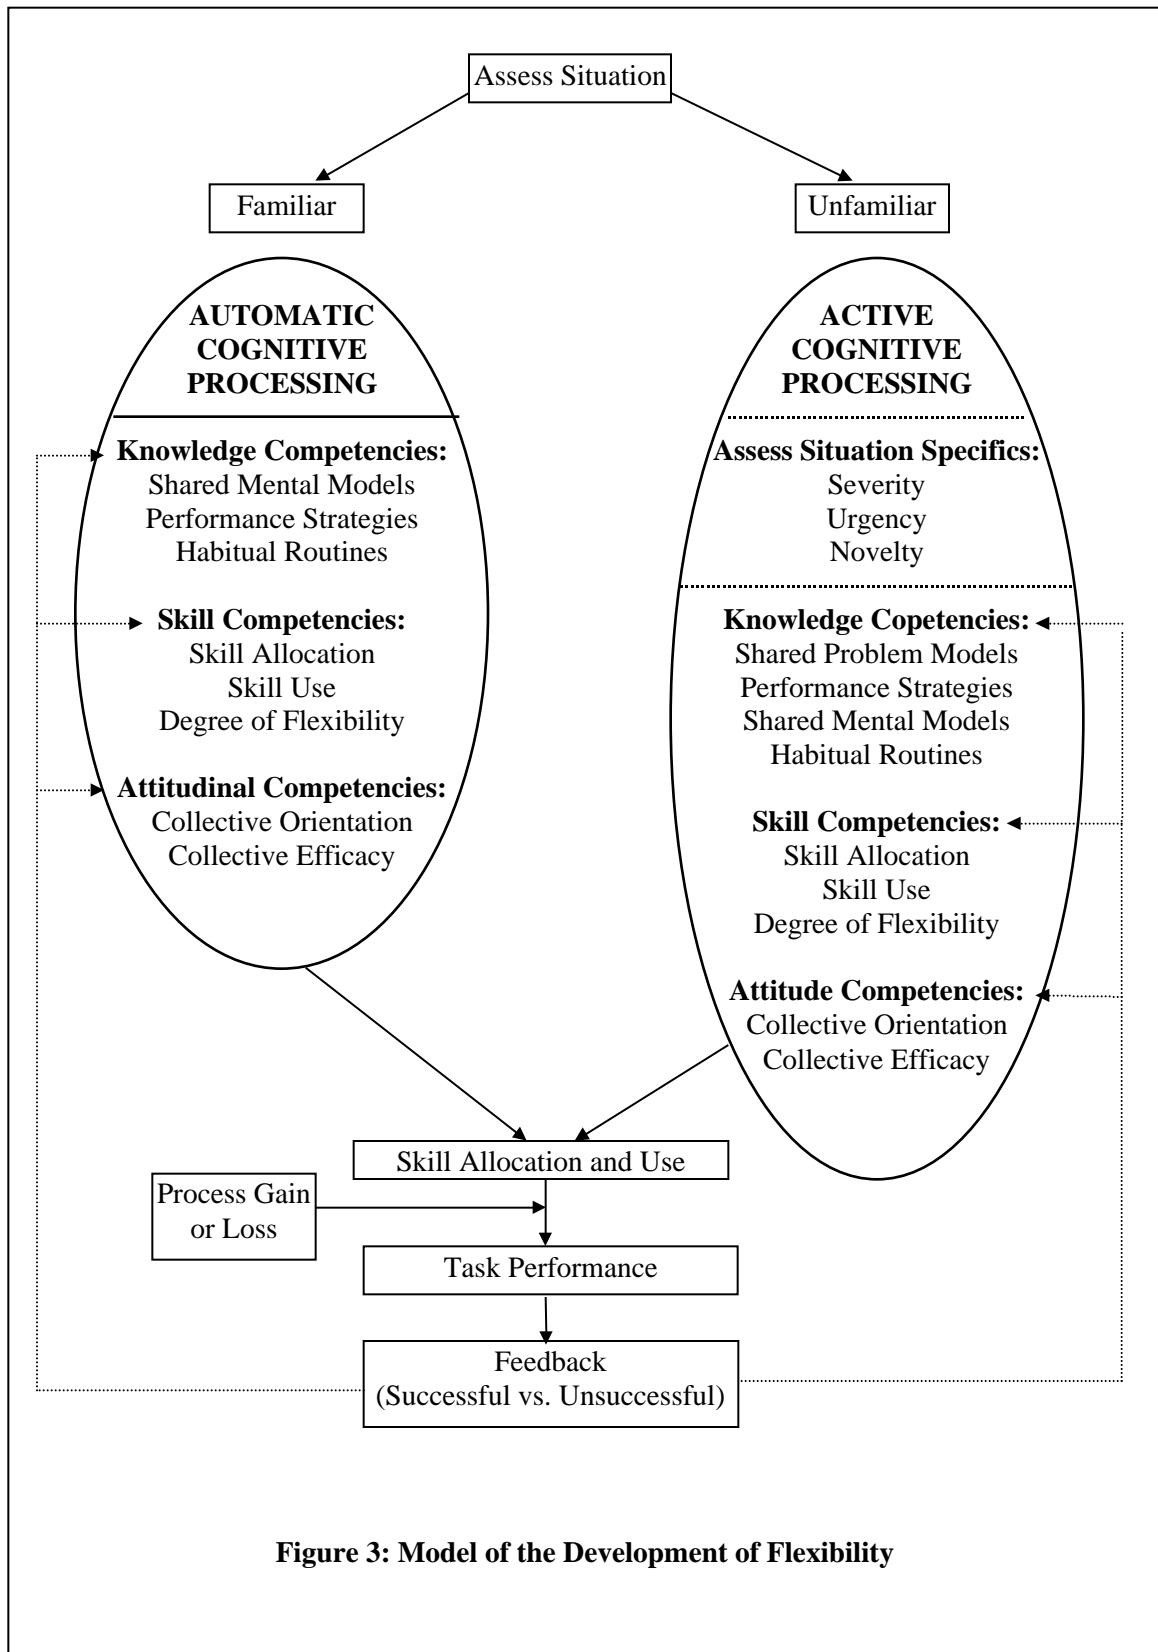 Assess Situation
Familiar
Unfamiliar
AUTOMATIC
COGNITIVE
PROCESSING
Knowledge Competencies:
Shared Mental Models
Performance Strategies
Habitual Routines
Skill Competencies:
Skill Allocation
Skill Use
Degree of Flexibility
Attitudinal Competencies:
Collective Orientation
Collective Efficacy
ACTIVE
COGNITIVE
PROCESSING
Assess Situation Specifics:
Severity
Urgency
Novelty
Knowledge Copetencies:
Shared Problem Models
Performance Strategies
Shared Mental Models
Habitual Routines
Skill Competencies:
Skill Allocation
Skill Use
Degree of Flexibility
Attitude Competencies:
Collective Orientation
Collective Efficacy
Skill Allocation and Use
Process Gain
or Loss
Task Performance
Feedback
(Successful vs. Unsuccessful)
Figure 3: Model of the Development of Flexibility